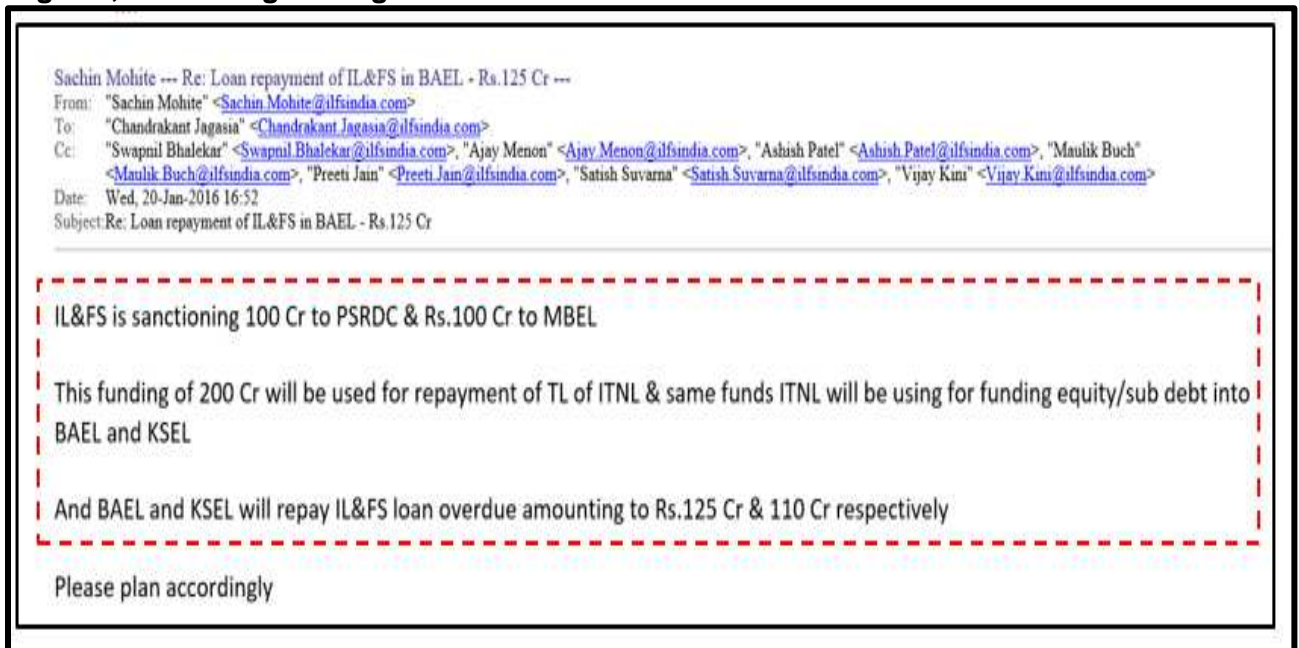 Sachin Mohite --- Re: Loan repayment of IL&FS in BAEL - Rs.125 Cr ---
From: "Sachin Mohite" <Sachin.Mohite@ilfsindia.com>
To: "Chandrakant Jagasia" <Chandrakant.Jagasia@ilfsindia.com>
Cc: "Swapnil Bhalekar" <Swapnil.Bhalekar@ilfsindia.com>, "Ajay Menon" <Ajay.Menon@ilfsindia.com>, "Ashish Patel" <Ashish.Patel@ilfsindia.com>, "Maulik Buch"
<Maulik.Buch@ilfsindia.com>, "Preeti Jain" <Preeti.Jain@ilfsindia.com>, "Satish Suvarna" <Satish.Suvarna@ilfsindia.com>, "Vijay Kini" <Vijay.Kini@ilfsindia.com>
Date: Wed, 20-Jan-2016 16:52
Subject:Re: Loan repayment of IL&FS in BAEL - Rs.125 Cr
IL&FS is sanctioning 100 Cr to PSRDC & Rs.100 Cr to MBEL
This funding of 200 Cr will be used for repayment of TL of ITNL & same funds ITNL will be using for funding equity/sub debt into
BAEL and KSEL
And BAEL and KSEL will repay IL&FS loan overdue amounting to Rs.125 Cr & 110 Cr respectively
Please plan accordingly